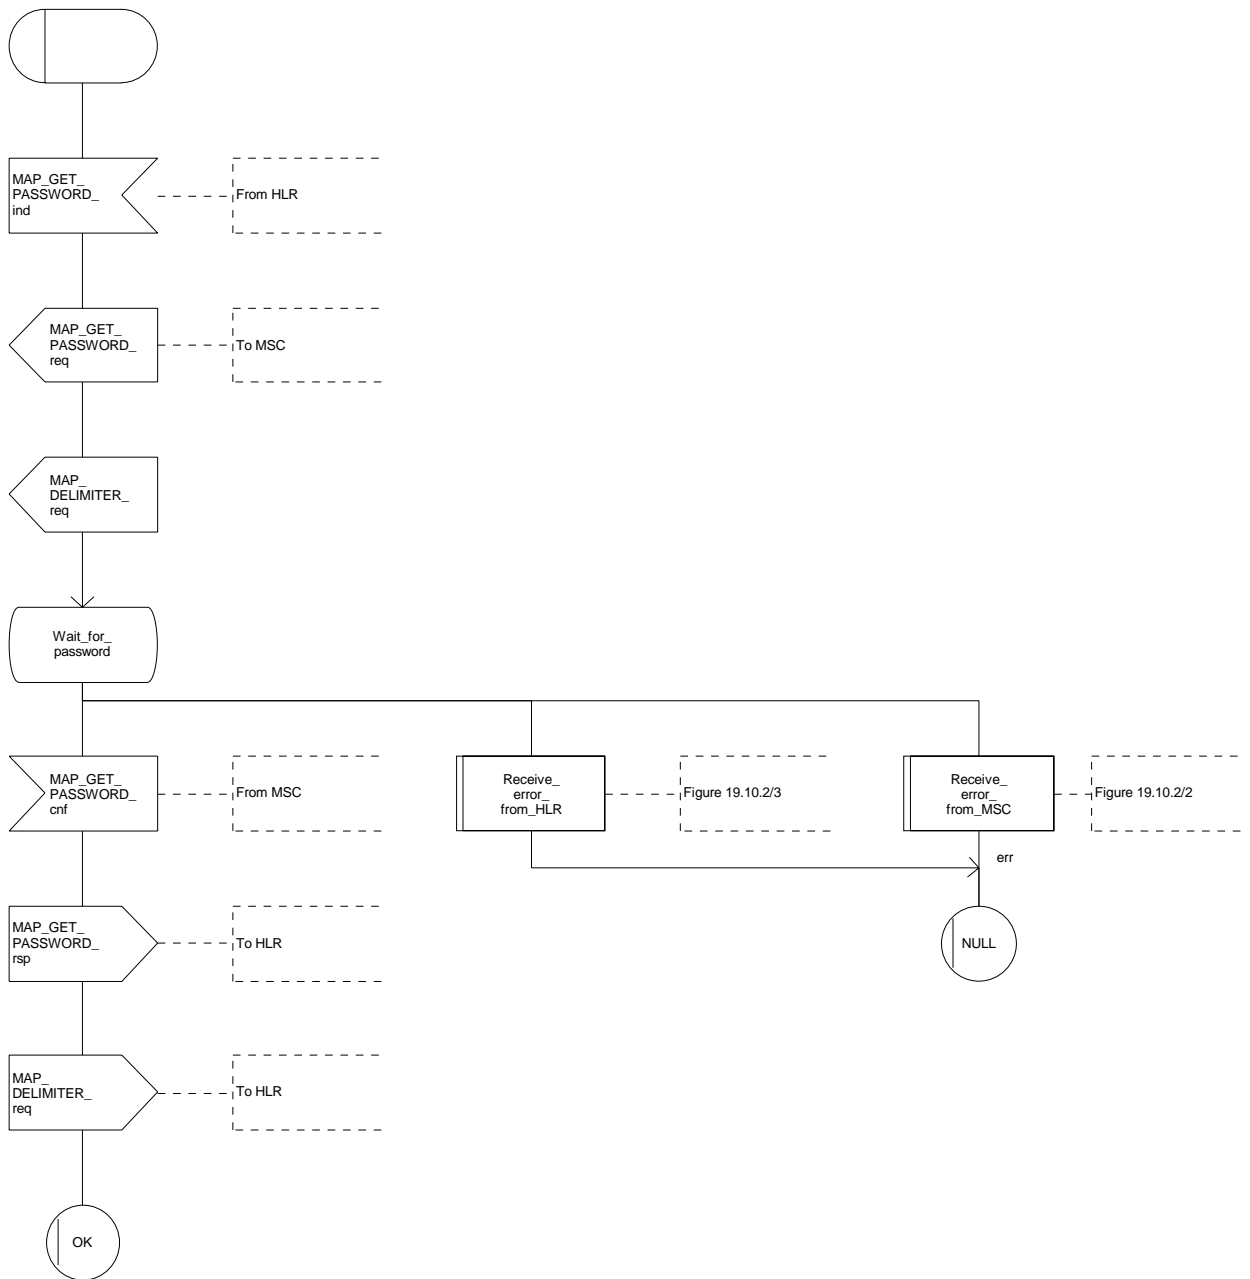 MAP_GET_
PASSWORD_
ind
From HLR
MAP_GET_
PASSWORD_
req
To MSC
MAP_
DELIMITER_
req
Wait_for_
password
MAP_GET_
PASSWORD_
cnf
From MSC
Receive_
error_
from_HLR
Figure 19.10.2/3
Receive_
error_
from_MSC
Figure 19.10.2/2
err
MAP_GET_
PASSWORD_
rsp
To HLR
NULL
MAP_
DELIMITER_
req
To HLR
OK